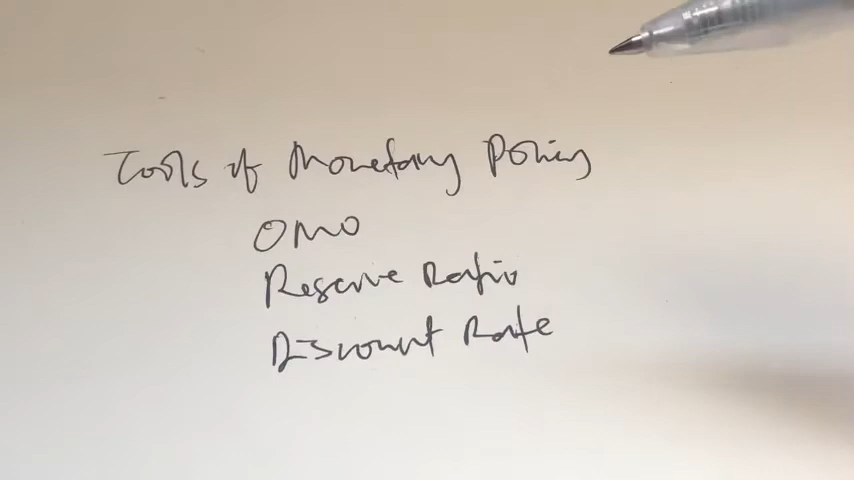 Tools of Monetary Policy
OMO
Reserve Ratio
Discount Rate